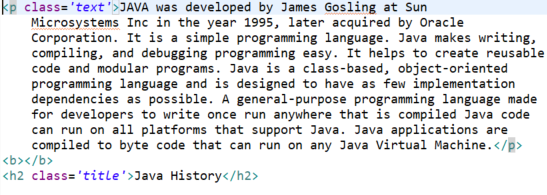 <p class='text'>JAVA was developed by James Gosling at Sun
Microsystems Inc in the year 1995, later acquired by Oracle
Corporation. It is a simple programming language. Java makes writing,
compiling, and debugging programming easy. It helps to create reusable
code and modular programs. Java is a class-based, object-oriented
programming language and is designed to have as few implementation
dependencies as possible. A general-purpose programming language made
for developers to write once run anywhere that is compiled Java code
can run on all platforms that support Java. Java applications are
compiled to byte code that can run on any Java Virtual Machine.</p>
<b></b>
<h2 class='title'>Java History</h2>